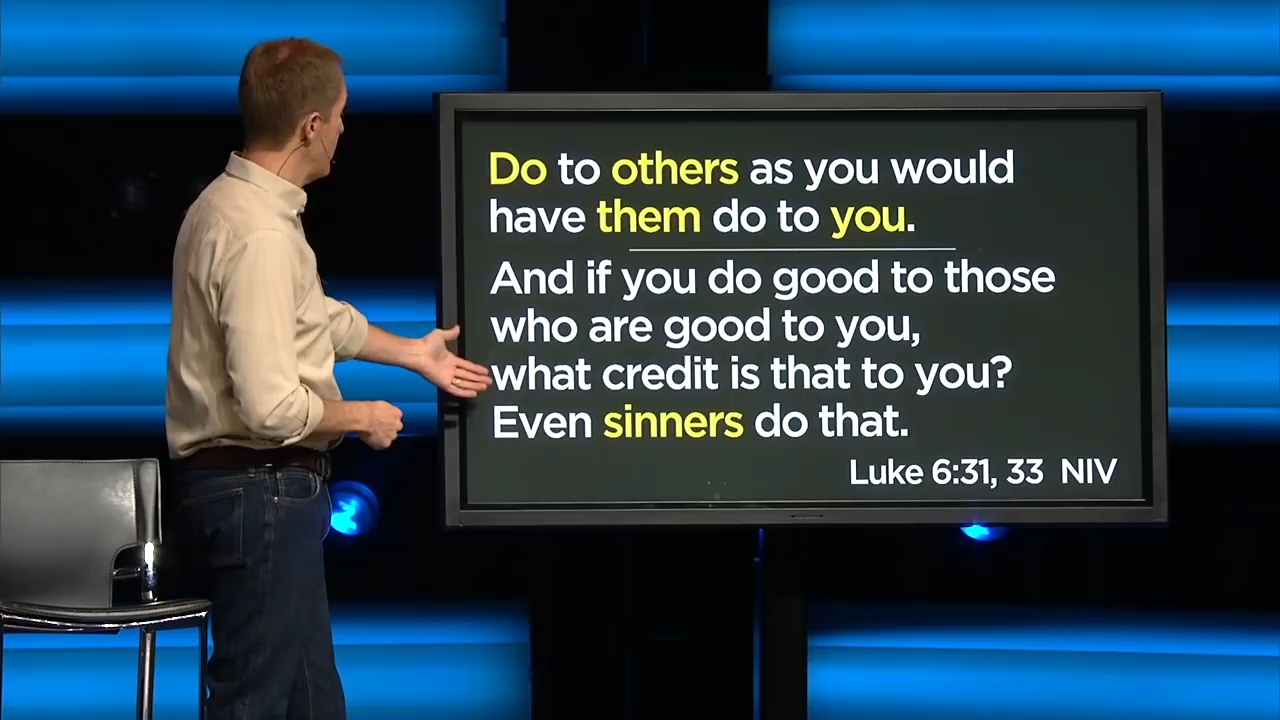 Do to others as you would
have them do to you.
And if you do good to those
who are good to you,
what credit is that to you?
Even sinners do that.
Luke 6:31, 33 NIV